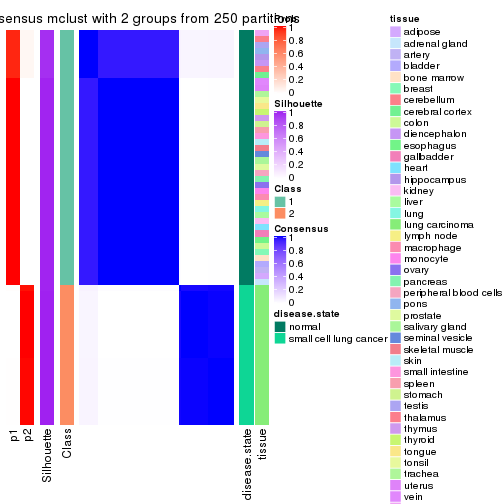 sensus mclust with 2 groups from 250 partitions
Prob
1
0.8
0.6
0.4
0.2
0
Silhouette
1
0.8
0.6
0.4
0.2
0
Class
1
2
Consensus
1
0.8
0.6
0.4
0.2
0
disease.state
normal
small cell lung cancer
tissue
adipose
adrenal gland
artery
bladder
bone marrow
breast
cerebellum
cerebral cortex
colon
diencephalon
esophagus
gallbadder
heart
hippocampus
kidney
liver
lung
lung carcinoma
lymph node
macrophage
monocyte
ovary
pancreas
peripheral blood cells
pons
prostate
salivary gland
seminal vesicle
skeletal muscle
skin
small intestine
spleen
stomach
testis
thalamus
thymus
thyroid
tongue
tonsil
trachea
uterus
vein
p1
p2
Silhouette
Class
disease.state
tissue